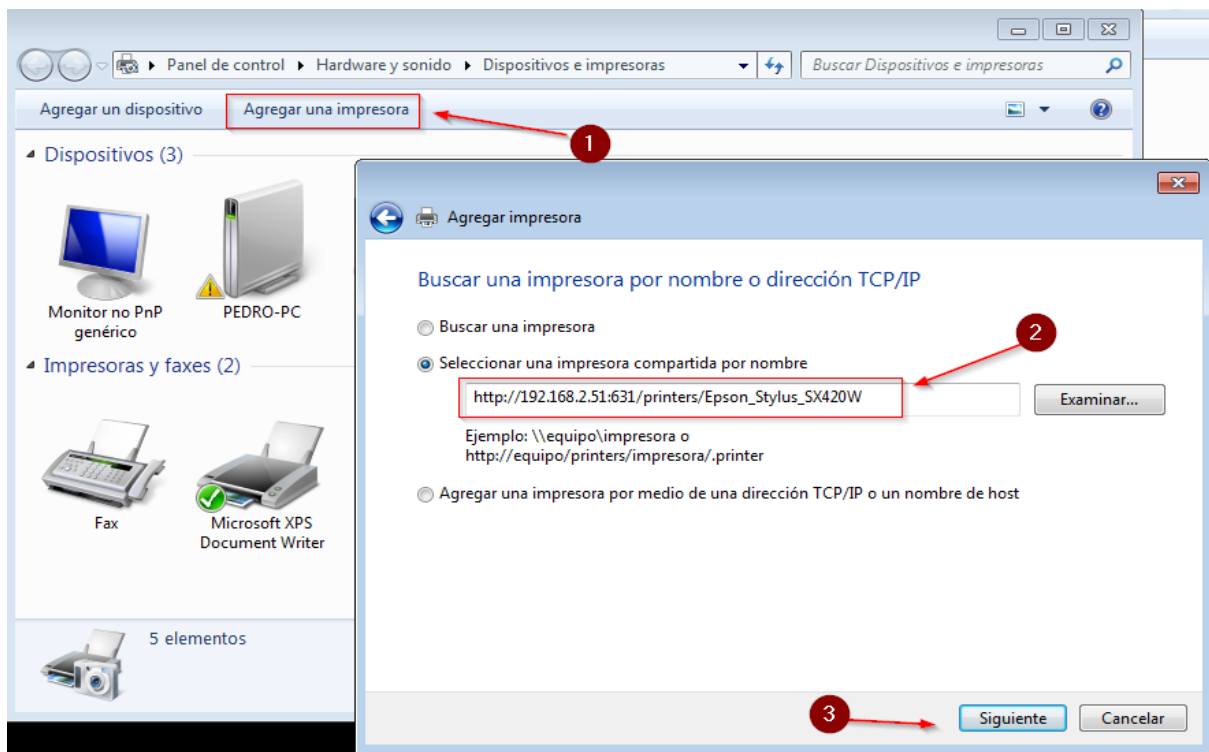 Panel de control ▸ Hardware y sonido ▸ Dispositivos e impresoras
Buscar Dispositivos e impresoras
Agregar un dispositivo
Agregar una impresora
1
Dispositivos (3)
Monitor no PnP
genérico
PEDRO-PC
Impresoras y faxes (2)
Fax
Microsoft XPS
Document Writer
5 elementos
Agregar impresora
Buscar una impresora por nombre o dirección TCP/IP
Buscar una impresora
2
Seleccionar una impresora compartida por nombre
http://192.168.2.51:631/printers/Epson_Stylus_SX420W
Examinar...
Ejemplo: \\equipo\impresora o
http://equipo/printers/impresora/.printer
Agregar una impresora por medio de una dirección TCP/IP o un nombre de host
3
Siguiente
Cancelar